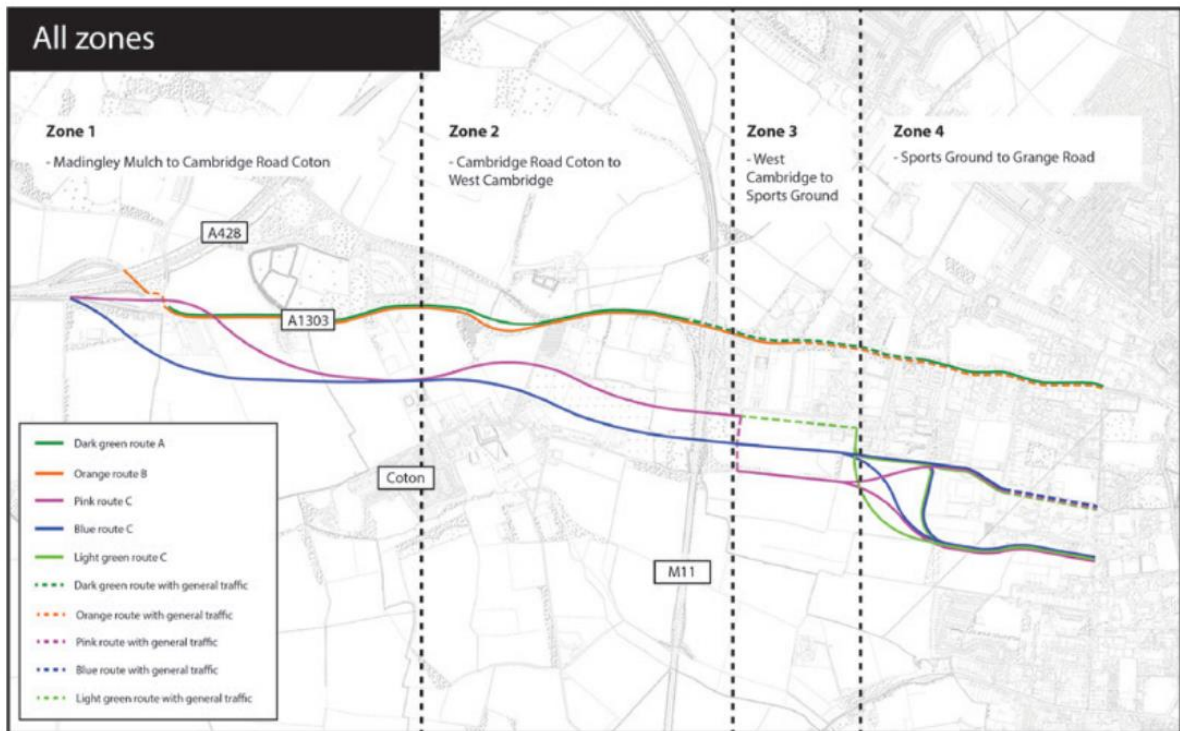 All zones
Zone 1
- Madingley Mulch to Cambridge Road Coton
Zone 2
- Cambridge Road Coton to
West Cambridge
Zone 3
- West
Cambridge to
Sports Ground
Zone 4
- Sports Ground to Grange Road
A428
A1303
Coton
M11
Dark green route A
Orange route B
Pink route C
Blue route C
Light green route C
Dark green route with general traffic
Orange route with general traffic
Pink route with general traffic
Blue route with general traffic
Light green route with general traffic